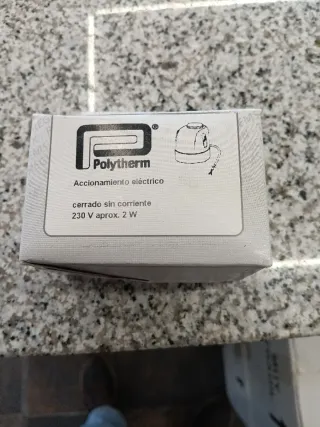 Polytherm®
Accionamiento eléctrico
cerrado sin corriente
230 V aprox. 2 W